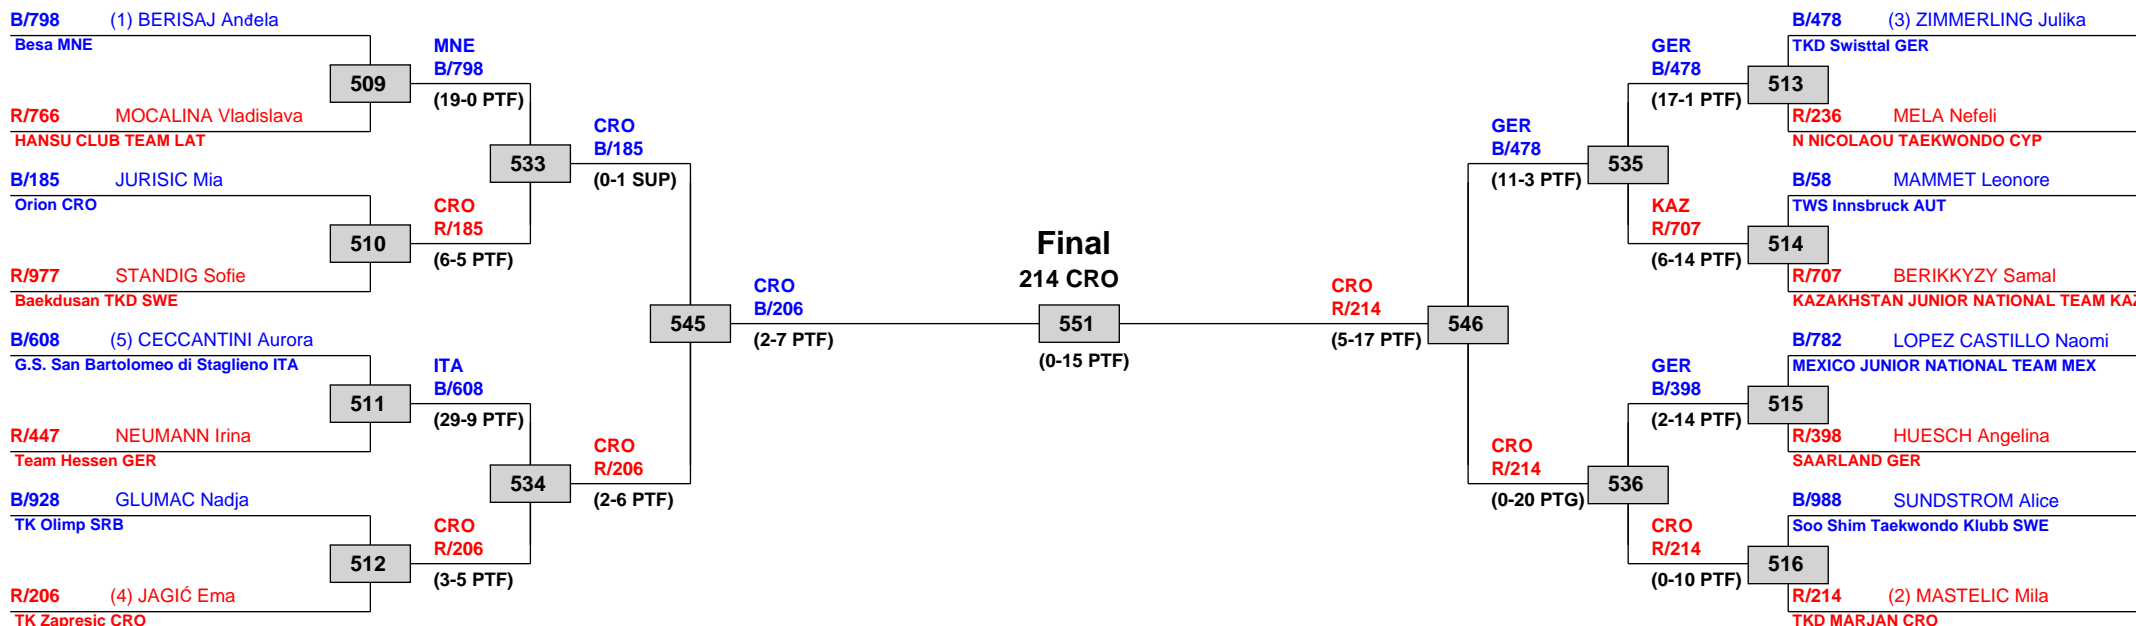 B/798 (1) BERISAJ Anđela
Besa MNE
509
R/766 MOCALINA Vladislava
HANSU CLUB TEAM LAT
MNE
B/798
(19-0 PTF)
533
B/185 JURISIC Mia
Orion CRO
510
R/977 STANDIG Sofie
Baekdusan TKD SWE
CRO
R/185
(6-5 PTF)
CRO
B/185
(0-1 SUP)
545
B/608 (5) CECCANTINI Aurora
G.S. San Bartolomeo di Staglieno ITA
511
R/447 NEUMANN Irina
Team Hessen GER
ITA
B/608
(29-9 PTF)
534
B/928 GLUMAC Nadja
TK Olimp SRB
512
R/206 (4) JAGIĆ Ema
TK Zapresic CRO
CRO
R/206
(3-5 PTF)
CRO
R/206
(2-6 PTF)
CRO
B/206
(2-7 PTF)
Final
214 CRO
551
(0-15 PTF)
CRO
R/214
(5-17 PTF)
546
GER
B/478
(11-3 PTF)
535
GER
B/478
(17-1 PTF)
513
B/478 (3) ZIMMERLING Julika
TKD Swisttal GER
R/236 MELA Nefeli
N NICOLAOU TAEKWONDO CYP
KAZ
R/707
(6-14 PTF)
514
B/58 MAMMET Leonore
TWS Innsbruck AUT
R/707 BERIKKYZY Samal
KAZAKHSTAN JUNIOR NATIONAL TEAM KAZ
CRO
R/214
(0-20 PTG)
536
GER
B/398
(2-14 PTF)
515
B/782 LOPEZ CASTILLO Naomi
MEXICO JUNIOR NATIONAL TEAM MEX
R/398 HUESCH Angelina
SAARLAND GER
CRO
R/214
(0-10 PTF)
516
B/988 SUNDSTROM Alice
Soo Shim Taekwondo Klubb SWE
R/214 (2) MASTELIC Mila
TKD MARJAN CRO